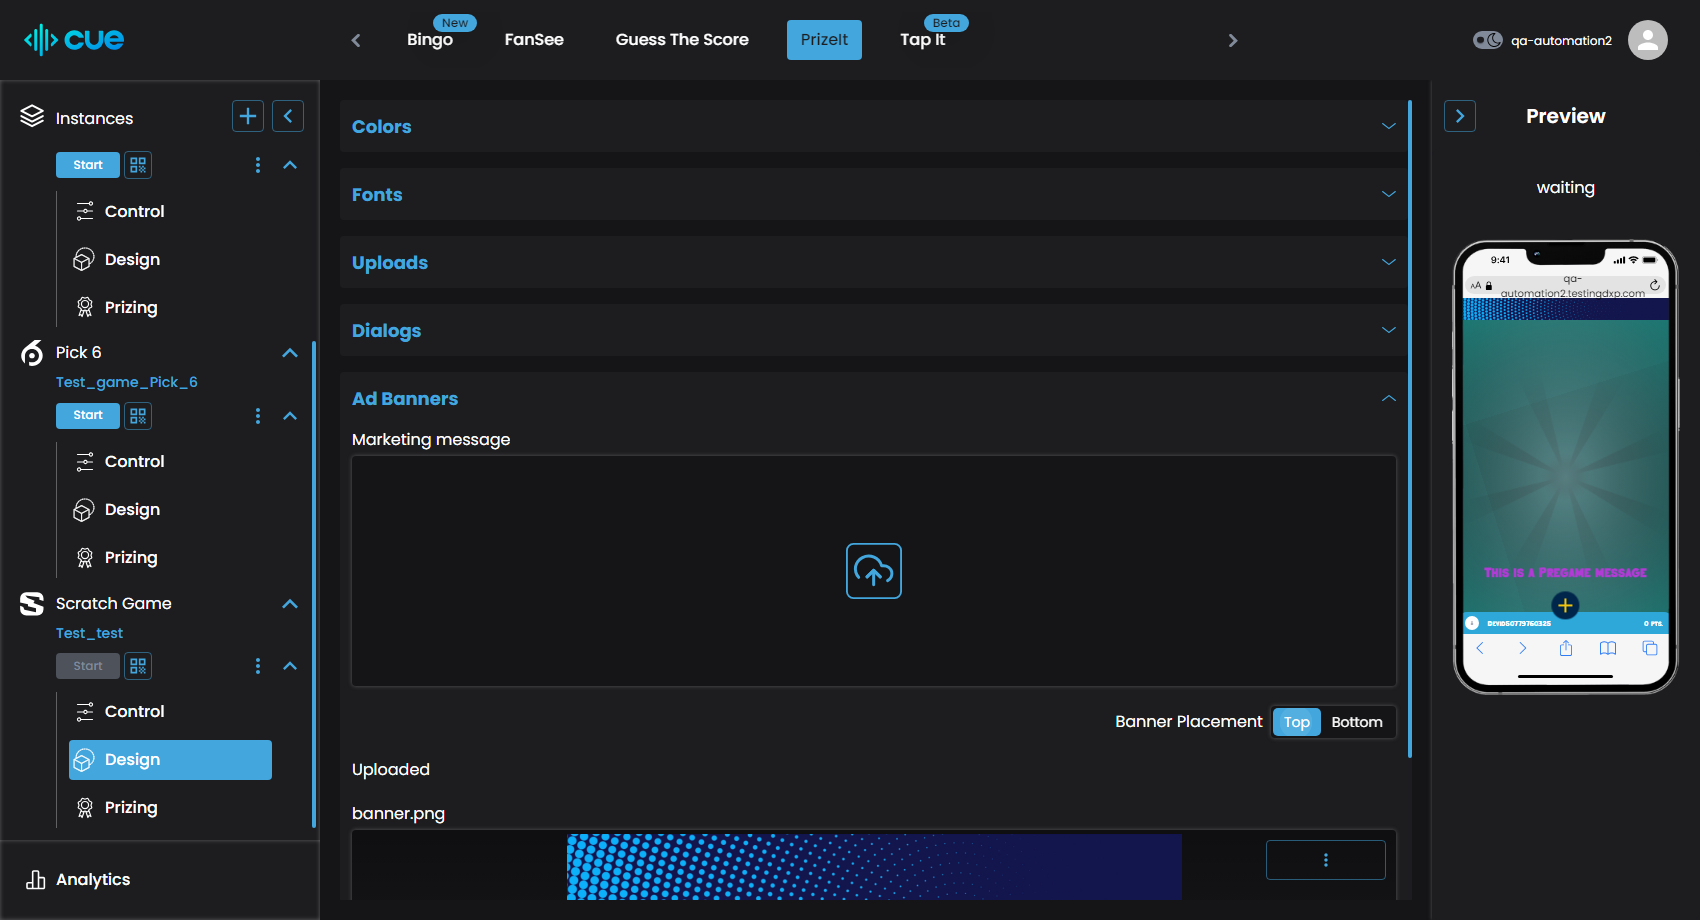 cue
New
Beta
Bingo
FanSee
Guess The Score
PrizeIt
Tap It
qa-automation2
Instances
Start
Control
Design
Prizing
Pick 6
Test_game_Pick_6
Start
Control
Design
Prizing
Scratch Game
Test_test
Start
Control
Design
Prizing
Analytics
Colors
Fonts
Uploads
Dialogs
Ad Banners
Marketing message
Banner Placement
Top
Bottom
Uploaded
banner.png
Preview
waiting
9:41
AA
qa-
automation2.testingdxp.com
This is a Pregame message
DEVID50779760325
0 PTS.